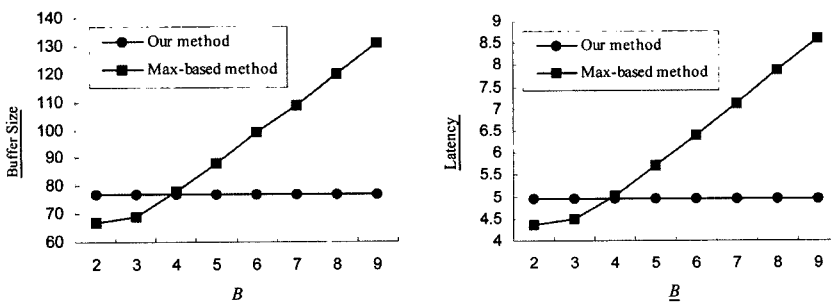 140
130
120
110
100
90
80
70
60
Buffer Size
Our method
Max-based method
2 3 4 5 6 7 8 9
B
9
8.5
8
7.5
7
6.5
6
5.5
5
4.5
4
Latency
Our method
Max-based method
2 3 4 5 6 7 8 9
B